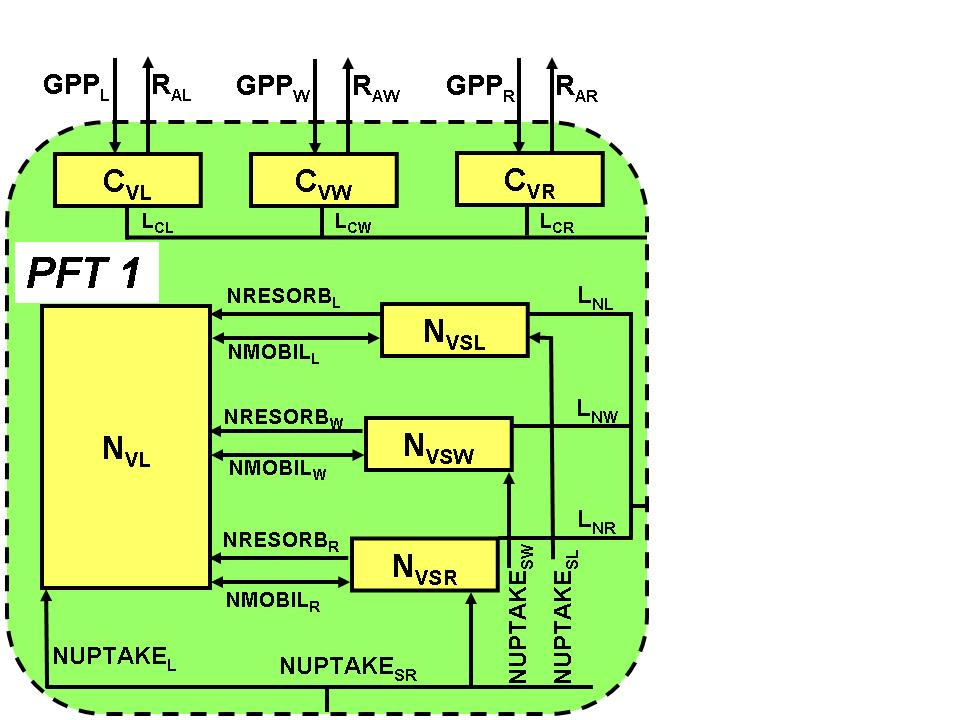 GPPL RAL GPPW RAW GPPR RAR
CVL CVW CVR
LCL LCW LCR
PFT 1
NRESORBL LNL
NVSL
NMOBILL
NRESORBW LNW
NVL NVSW
NMOBILW
NRESORBR LNR
NVSR
NMOBILR
NUPTAKESW
NUPTAKESL
NUPTAKEL NUPTAKESR